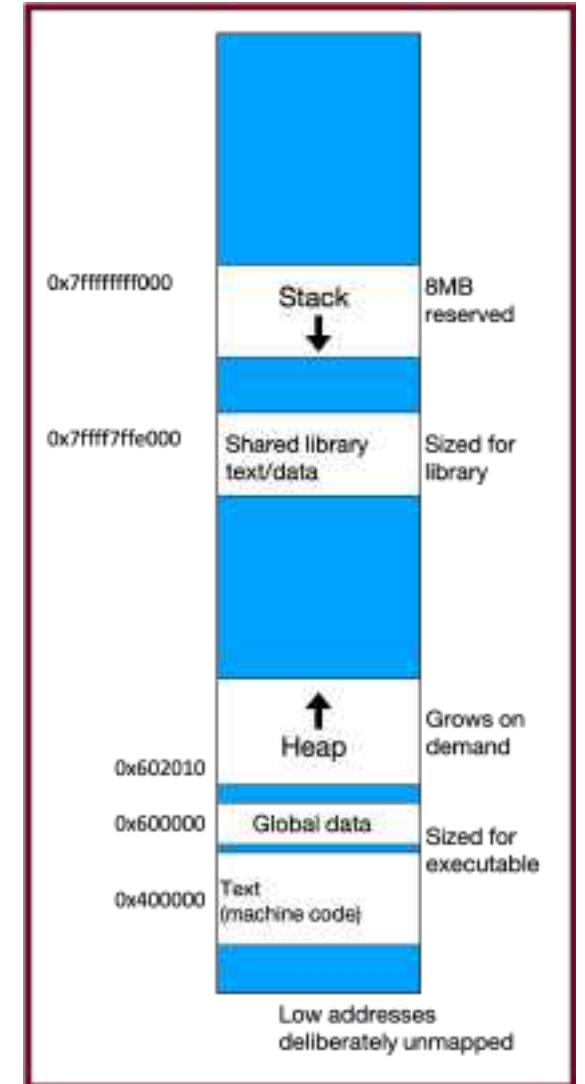 0x7ffffffff000
Stack
8MB
reserved
0x7ffff7ffe000
Shared library
text/data
Sized for
library
Heap
Grows on
demand
0x602010
0x600000
Global data
Sized for
executable
0x400000
Text
(machine code)
Low addresses
deliberately unmapped